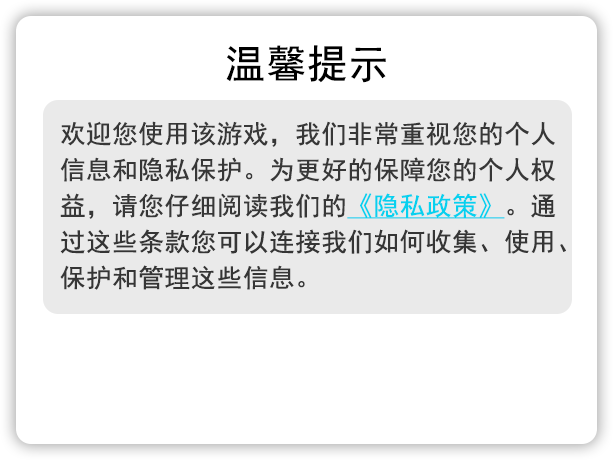 温馨提示
欢迎您使用该游戏，我们非常重视您的个人
信息和隐私保护。为更好的保障您的个人权
益，请您仔细阅读我们的《隐私政策》。通
过这些条款您可以连接我们如何收集、使用、
保护和管理这些信息。